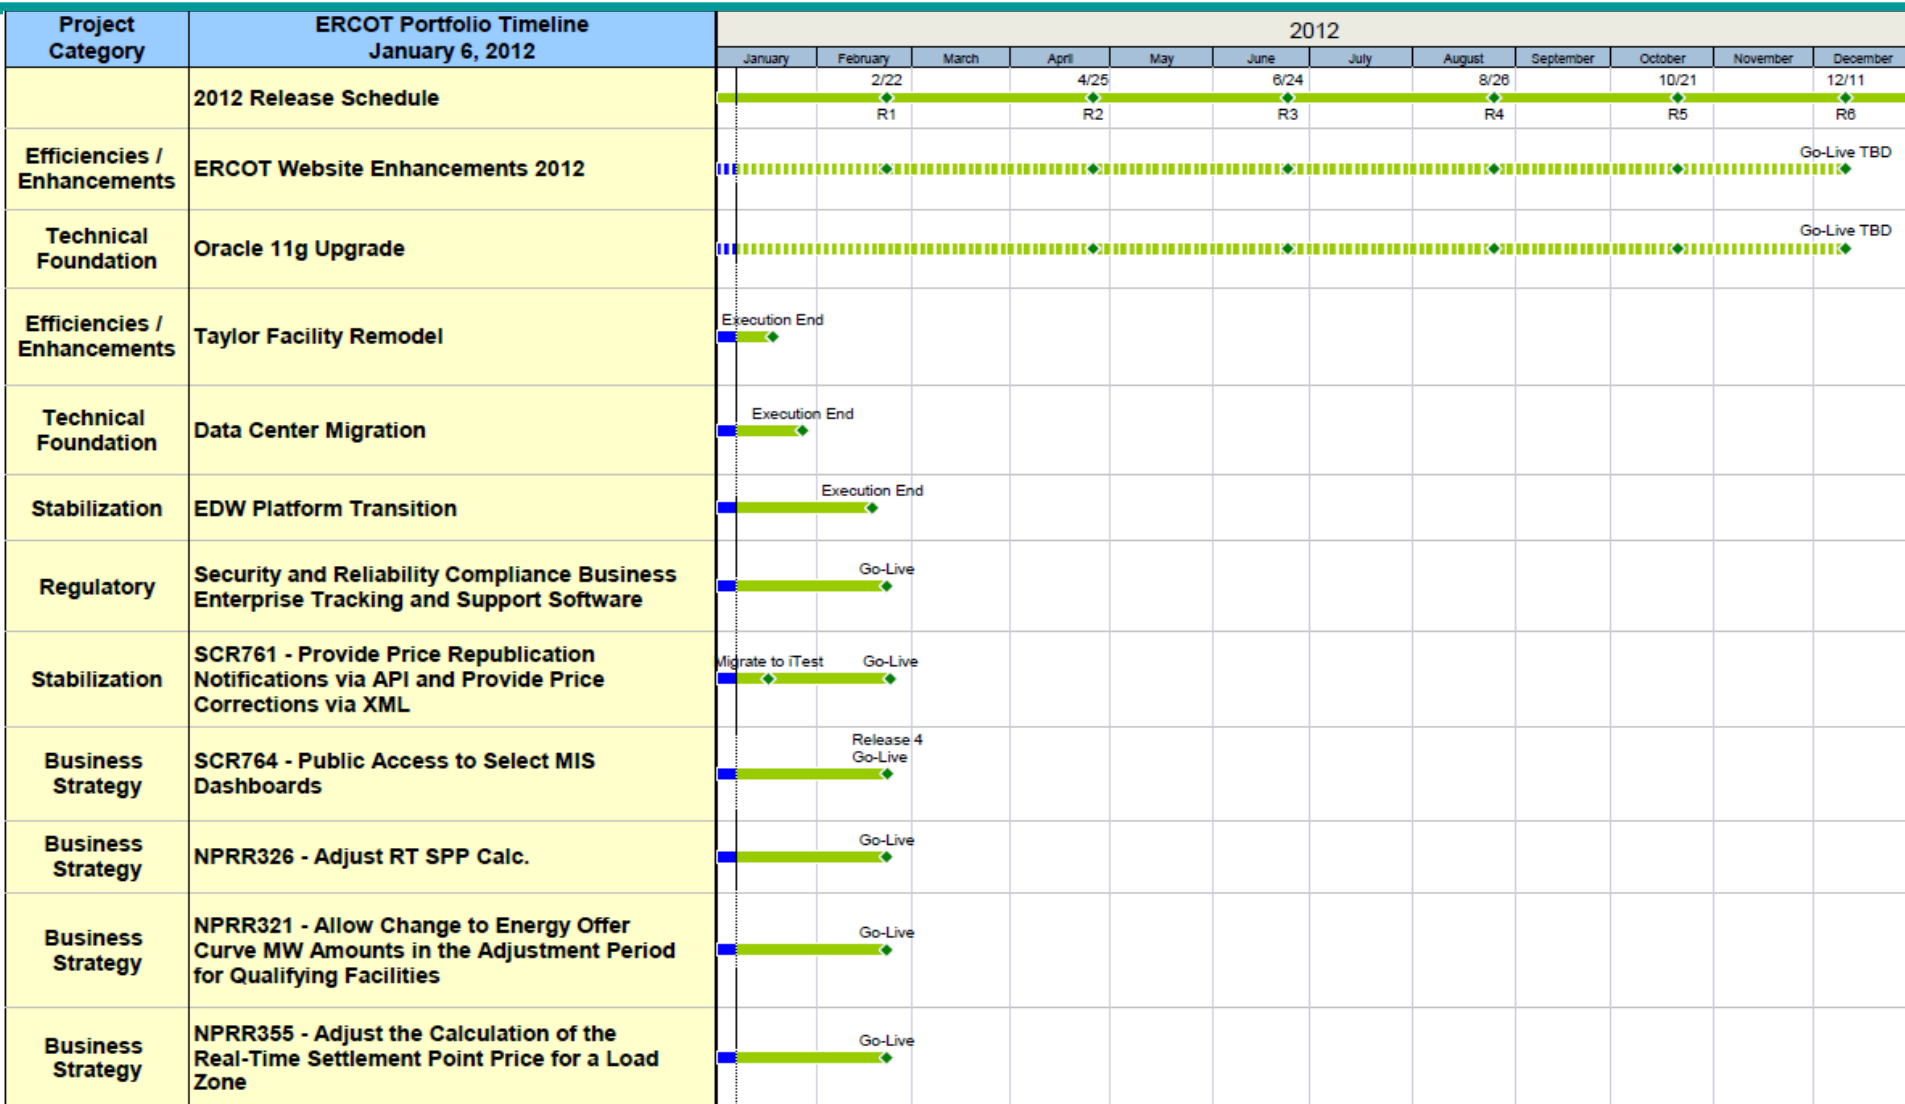 Project
Category
ERCOT Portfolio Timeline
January 6, 2012
2012
January February March April May June July August September October November December
2012 Release Schedule
2/22 4/25 6/24 8/26 10/21 12/11
R1 R2 R3 R4 R5 R6
Efficiencies /
Enhancements
ERCOT Website Enhancements 2012
Go-Live TBD
Technical
Foundation
Oracle 11g Upgrade
Go-Live TBD
Efficiencies /
Enhancements
Taylor Facility Remodel
Execution End
Technical
Foundation
Data Center Migration
Execution End
Stabilization
EDW Platform Transition
Execution End
Regulatory
Security and Reliability Compliance Business
Enterprise Tracking and Support Software
Go-Live
Stabilization
SCR761 - Provide Price Republication
Notifications via API and Provide Price
Corrections via XML
Migrate to iTest Go-Live
Business
Strategy
SCR764 - Public Access to Select MIS
Dashboards
Release 4
Go-Live
Business
Strategy
NPRR326 - Adjust RT SPP Calc.
Go-Live
Business
Strategy
NPRR321 - Allow Change to Energy Offer
Curve MW Amounts in the Adjustment Period
for Qualifying Facilities
Go-Live
Business
Strategy
NPRR355 - Adjust the Calculation of the
Real-Time Settlement Point Price for a Load
Zone
Go-Live